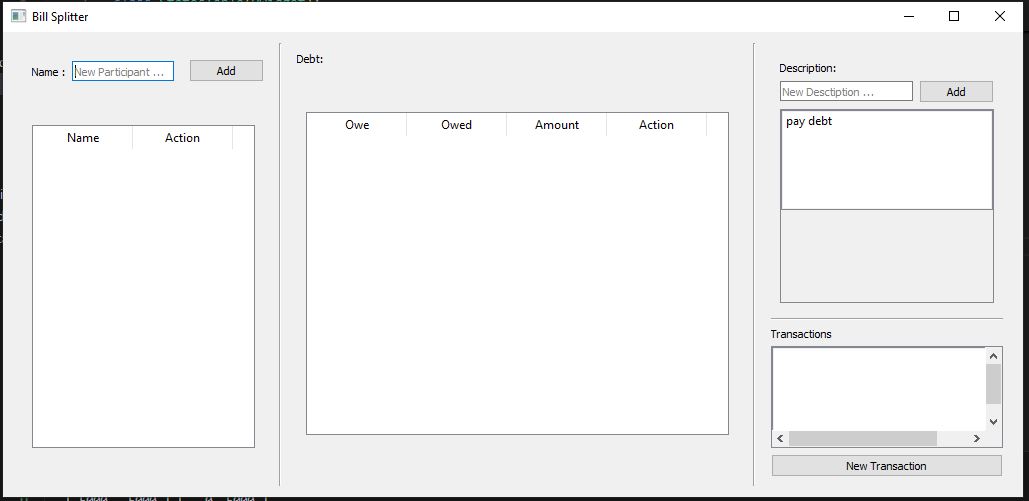 Bill Splitter
Name :
New Participant ...
Add
Name
Action
Debt:
Owe
Owed
Amount
Action
Description:
New Desctiption ...
Add
pay debt
Transactions
New Transaction